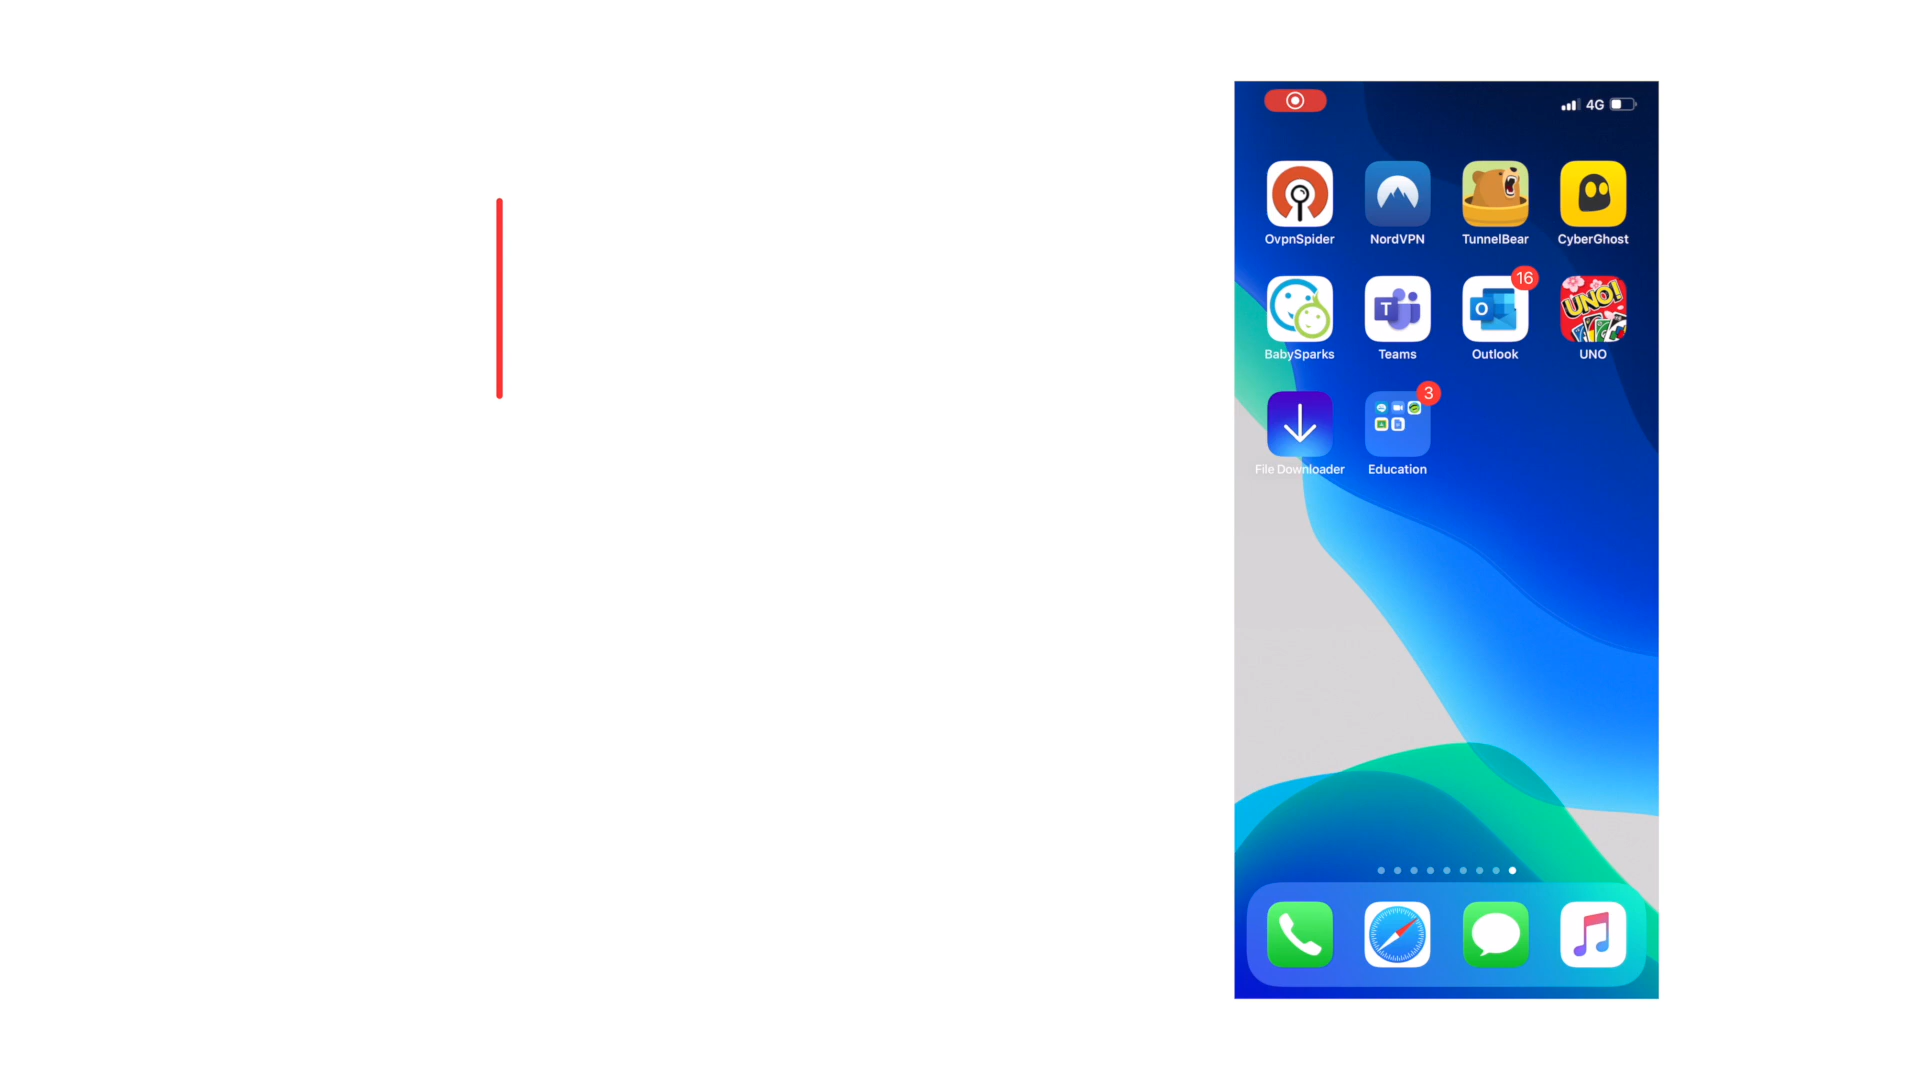 4G
OvpnSpider NordVPN TunnelBear CyberGhost
16
T O UNO!
BabySparks Teams Outlook UNO
3
File Downloader Education